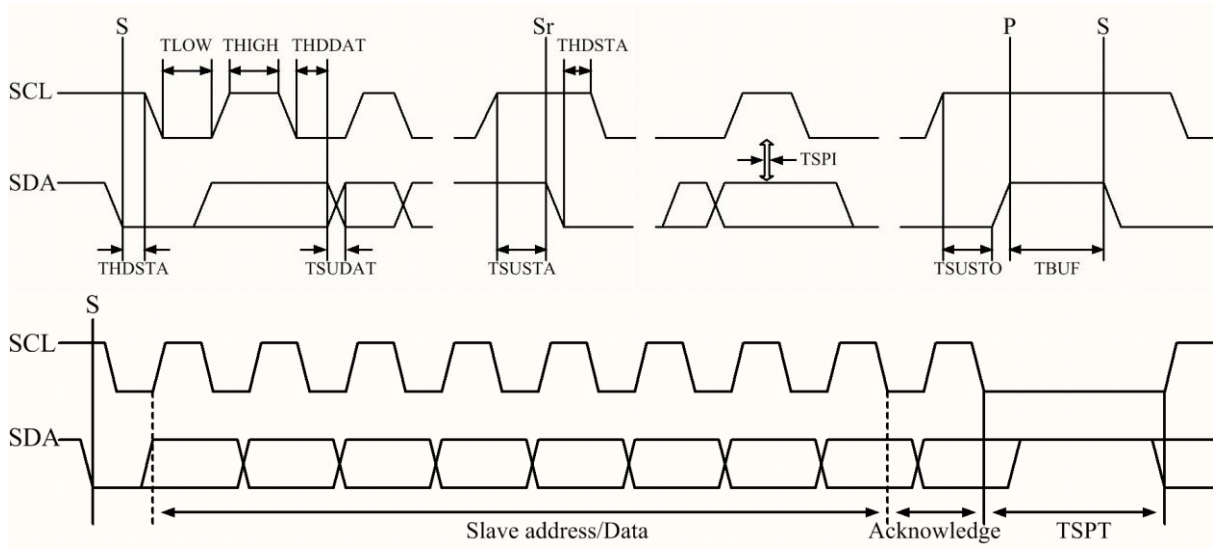 S
Sr
P
S
TLOW
THIGH
THDDAT
THDSTA
SCL
TSPI
SDA
THDSTA
TSUDAT
TSUSTA
TSUSTO
TBUF
S
SCL
SDA
Slave address/Data
Acknowledge
TSPT